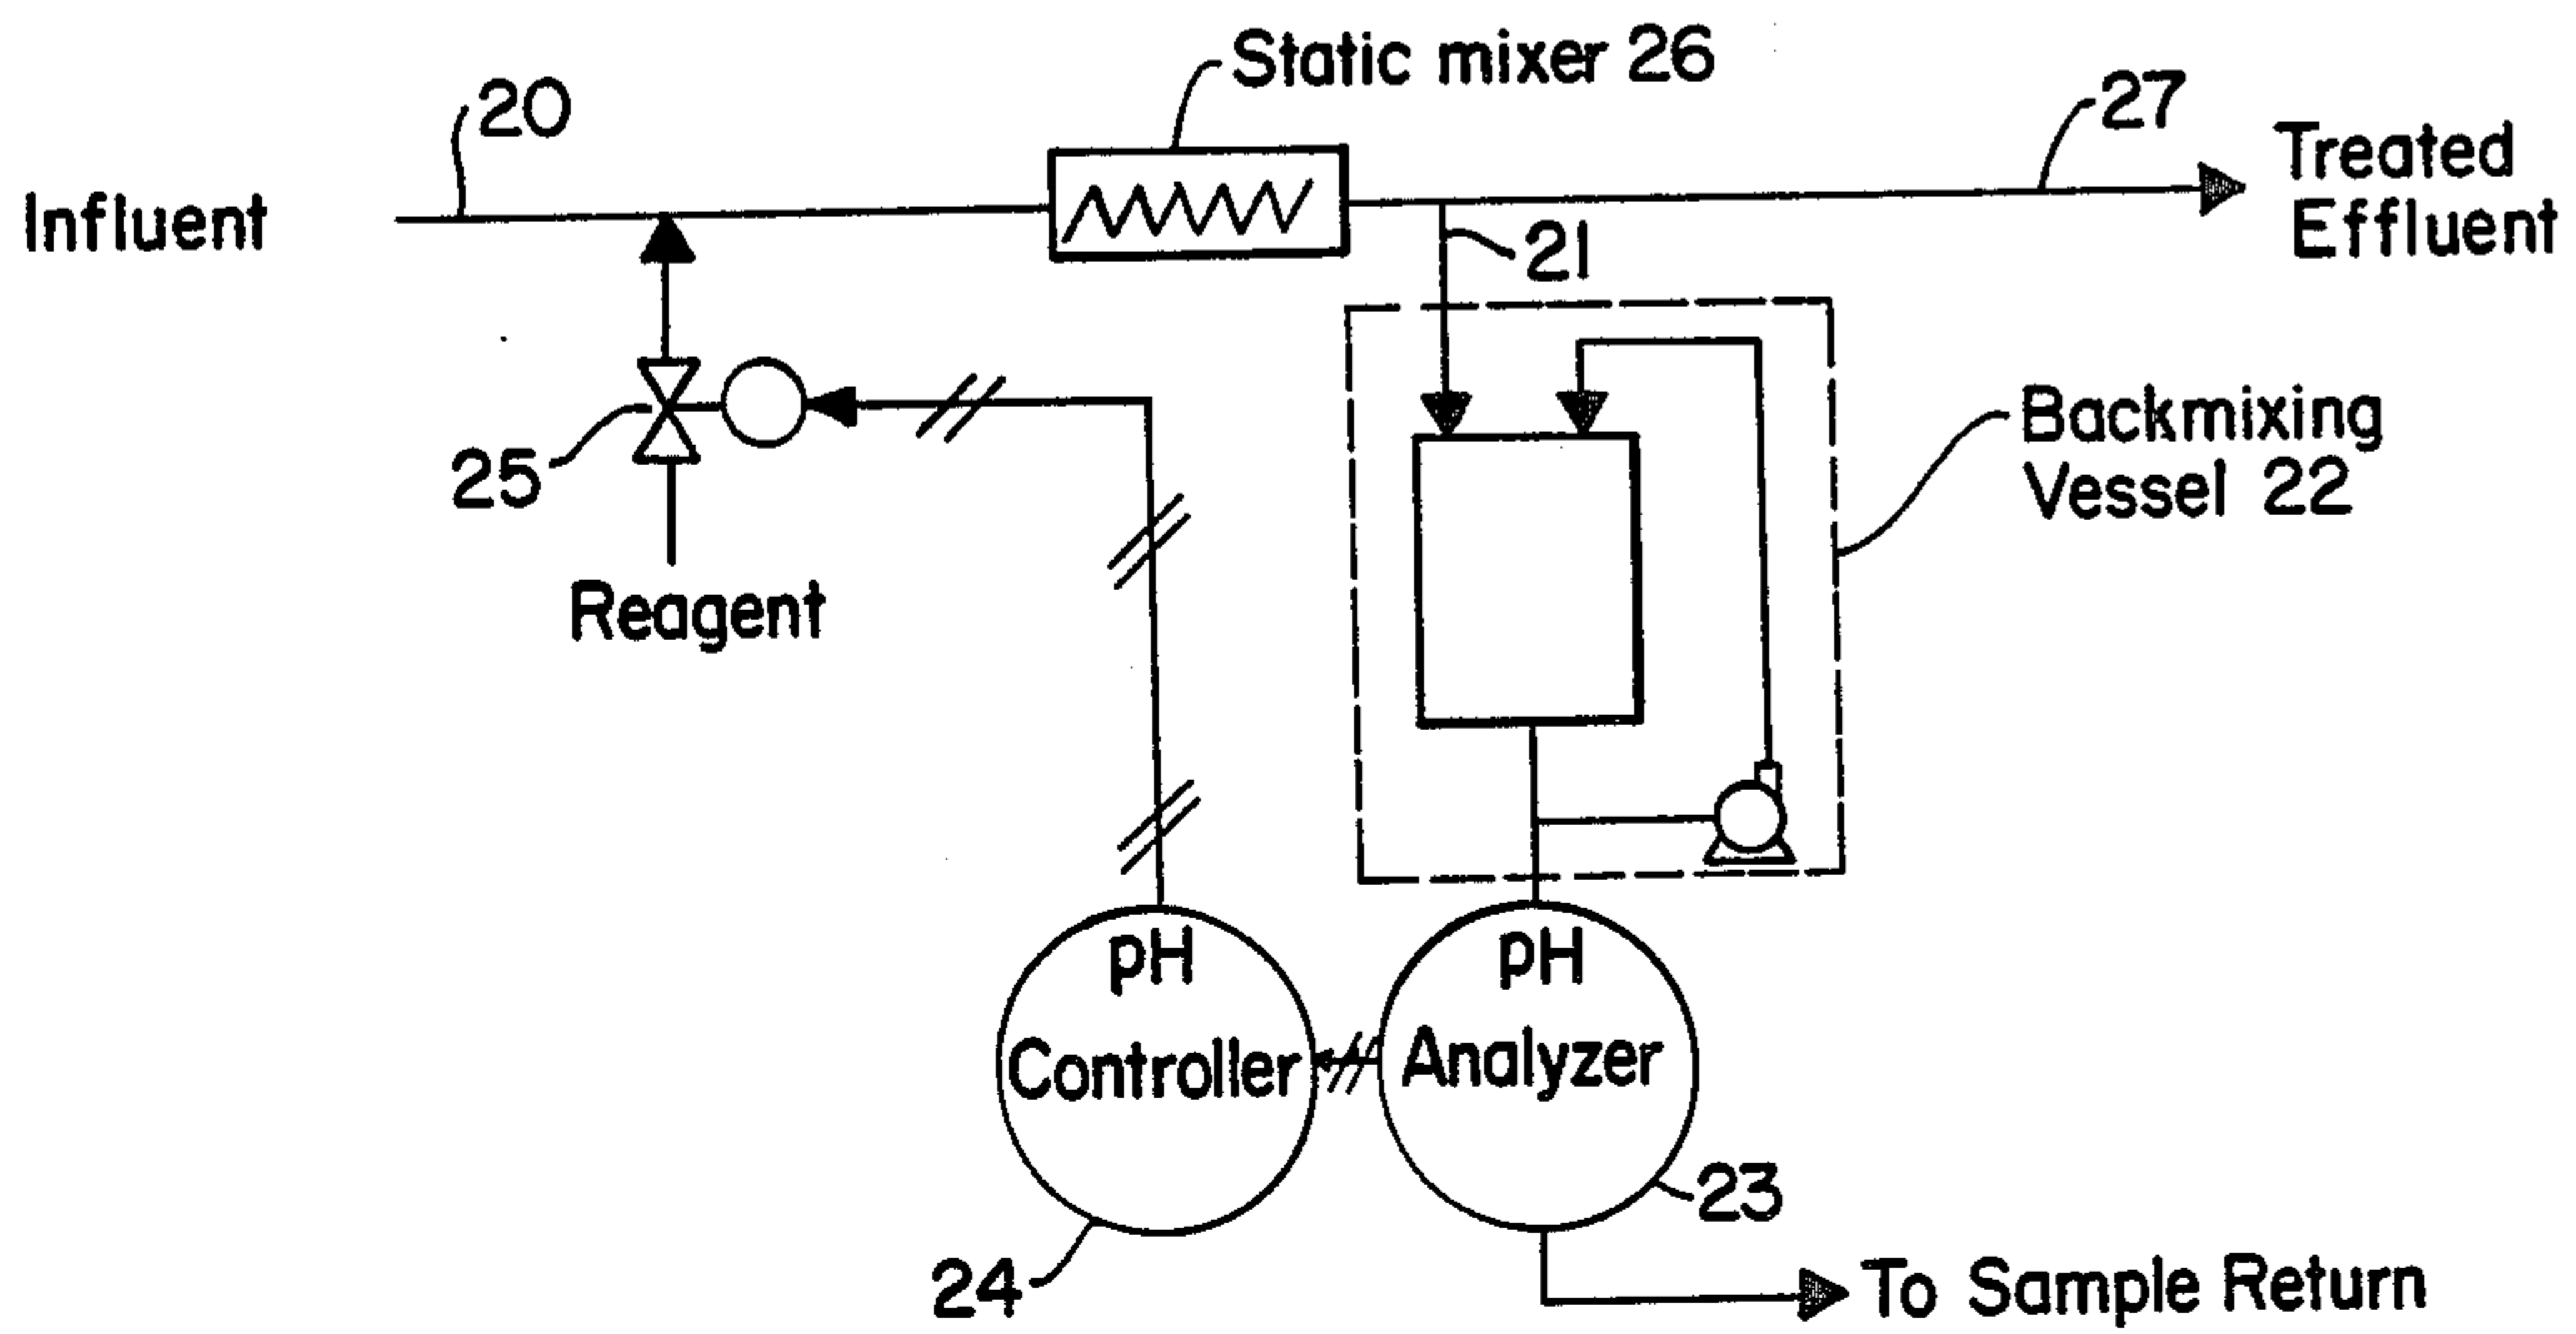 Static mixer 26
20
27
Influent
Treated
Effluent
21
25
Backmixing
Vessel 22
Reagent
pH
Controller
pH
Analyzer
23
24
To Sample Return